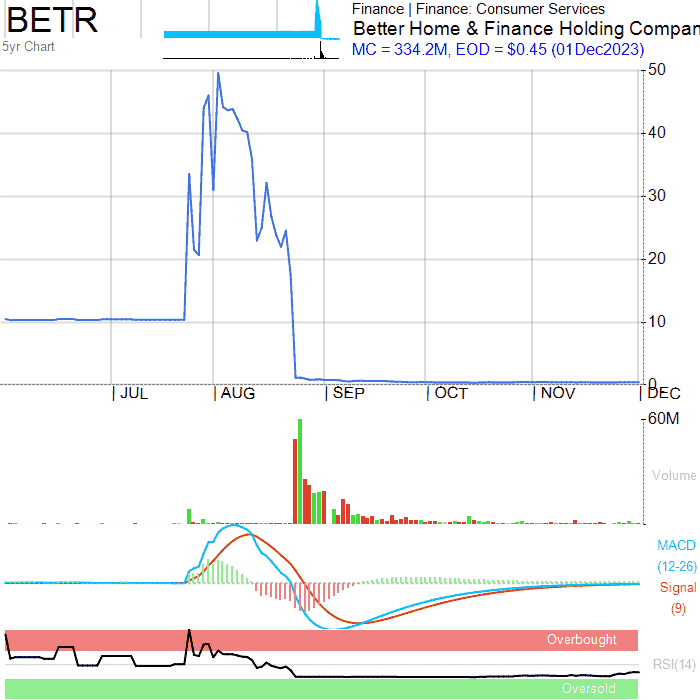 BETR
5yr Chart
Finance | Finance: Consumer Services
Better Home & Finance Holding Compan
MC = 334.2M, EOD = $0.45 (01Dec2023)
50
40
30
20
10
0
JUL
AUG
SEP
OCT
NOV
DEC
60M
Volume
MACD
(12-26)
Signal
(9)
Overbought
RSI(14)
Oversold